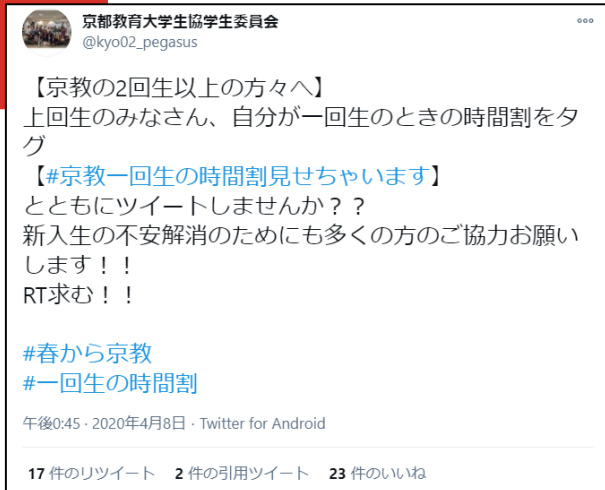 京都教育大学生協学生委員会
@kyo02_pegasus
【京教の2回生以上の方々へ】
上回生のみなさん、自分が一回生のときの時間割をタ
グ
【#京教一回生の時間割見せちゃいます】
とともにツイートしませんか？？
新入生の不安解消のためにも多くの方のご協力お願い
します！！
RT求む！！
#春から京教
#一回生の時間割
午後0:45 · 2020年4月8日 · Twitter for Android
17 件のリツイート 2 件の引用ツイート 23 件のいいね